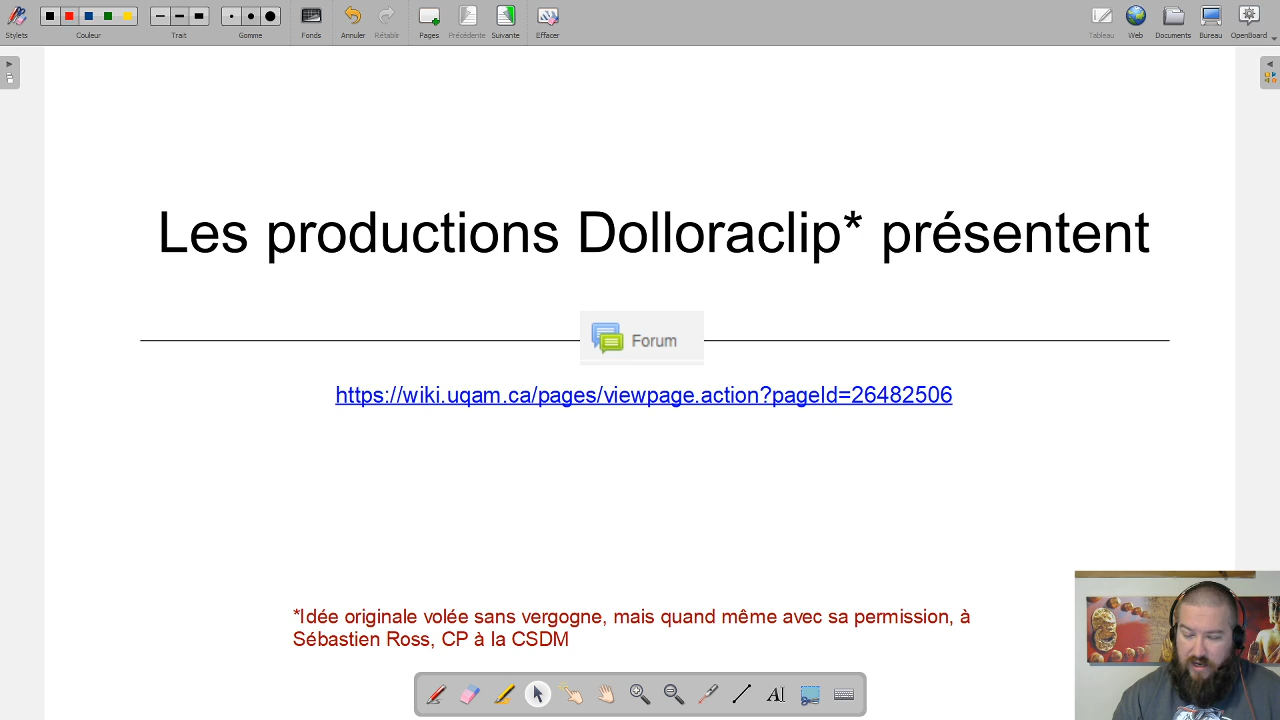 Stylets
Couleur
Trait
Gomme
Fonds
Annuler
Rétablir
Pages
Précédente
Suivante
Effacer
Tableau
Web
Documents
Bureau
OpenBoard
Les productions Dolloraclip* présentent
Forum
https://wiki.uqam.ca/pages/viewpage.action?pageId=26482506
*Idée originale volée sans vergogne, mais quand même avec sa permission, à
Sébastien Ross, CP à la CSDM
AI